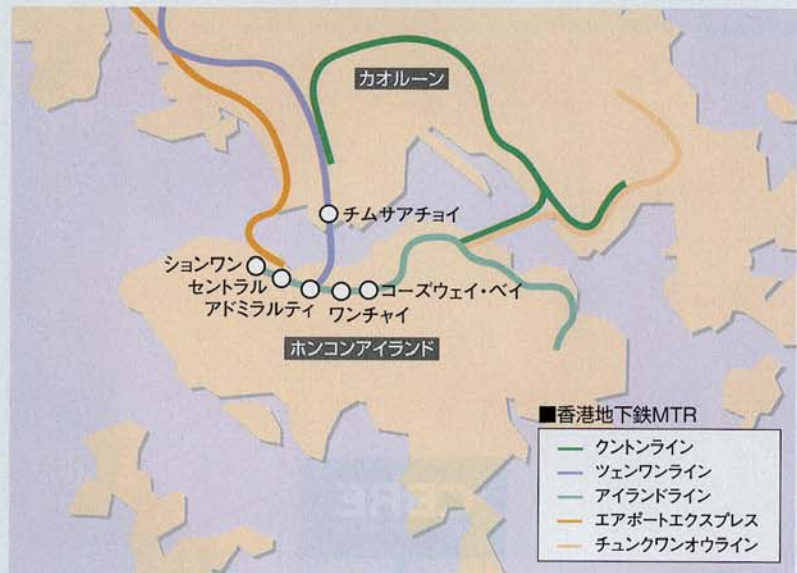 カオルーン
チムサアチョイ
ションワン
セントラル
アドミラルティ
ワンチャイ
コーズウェイ・ベイ
ホンコンアイランド
■香港地下鉄MTR
クントンライン
ツェンワンライン
アイランドライン
エアポートエクスプレス
チュンクワンオウライン